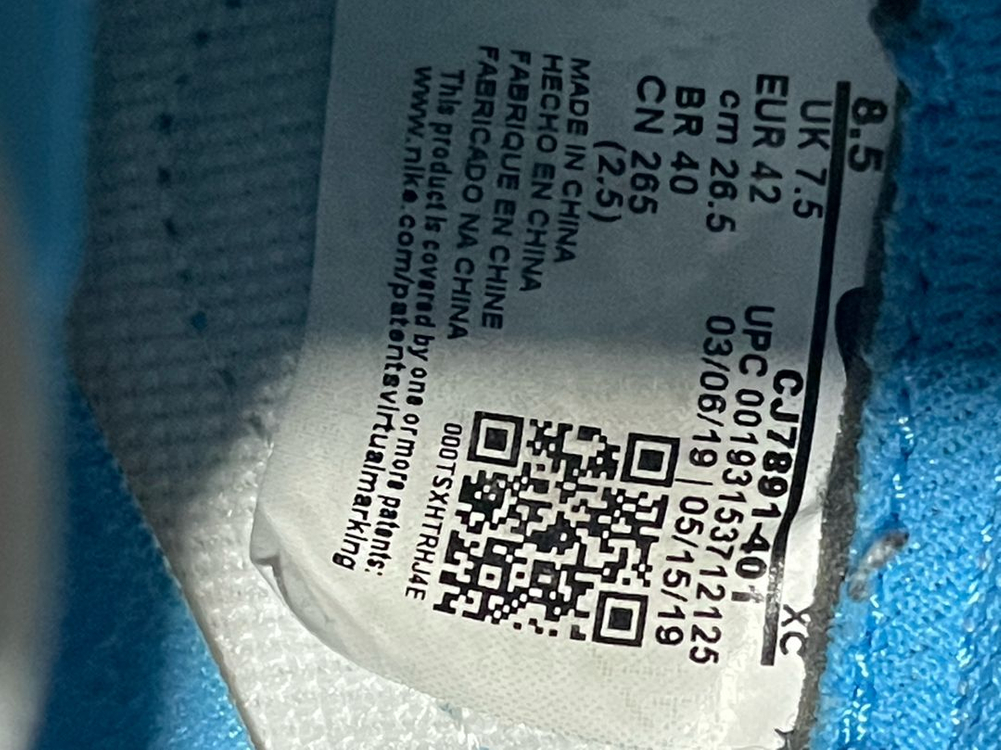 8.5 XC
UK 7.5
EUR 42
cm 26.5
BR 40
CN 265
(2.5)
CJ7891-401
UPC 00193153712125
03/06/19 | 05/15/19
MADE IN CHINA
HECHO EN CHINA
FABRIQUE EN CHINE
FABRICADO NA CHINA
This product is covered by one or more patents:
www.nike.com/patentsvirtualmarking
000TSXHTRHJ4E